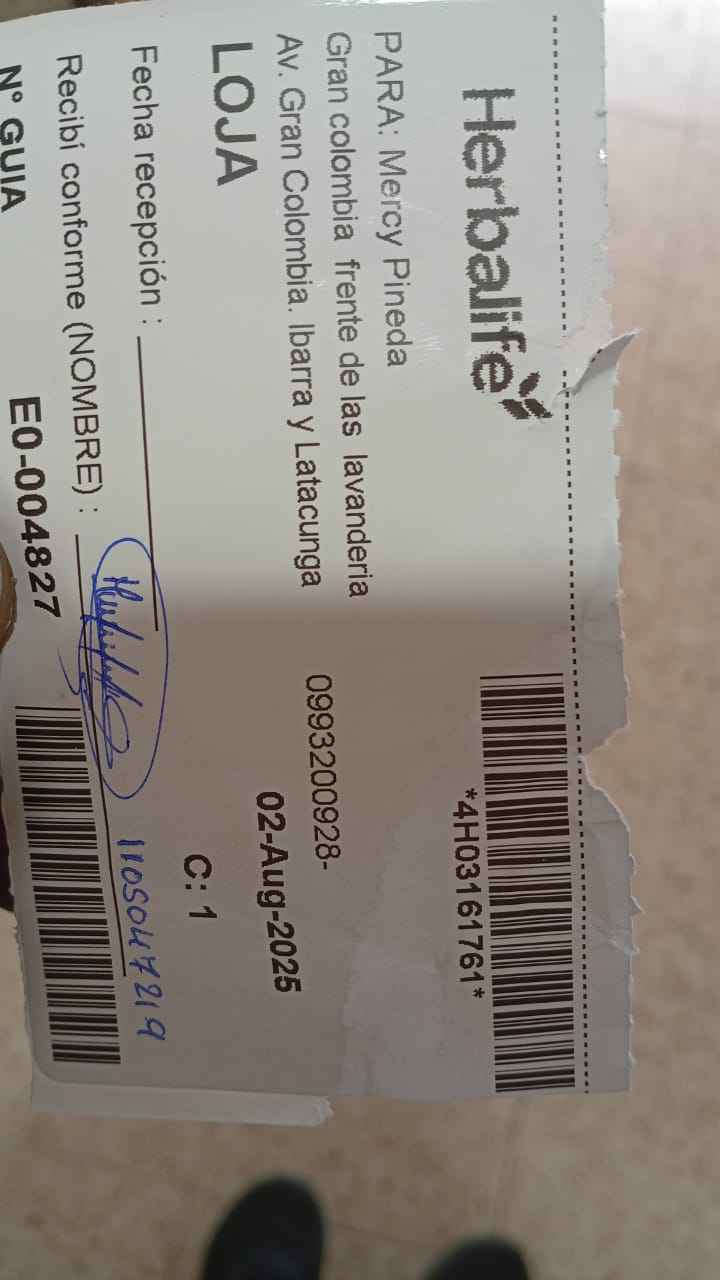 Herbalife
*4H03161761*
PARA: Mercy Pineda
Gran colombia frente de las lavanderia
0993200928-
Av. Gran Colombia. Ibarra y Latacunga
02-Aug-2025
LOJA
C: 1
Fecha recepción :
Recibí conforme (NOMBRE) :
1105047219
N° GUIA
E0-004827